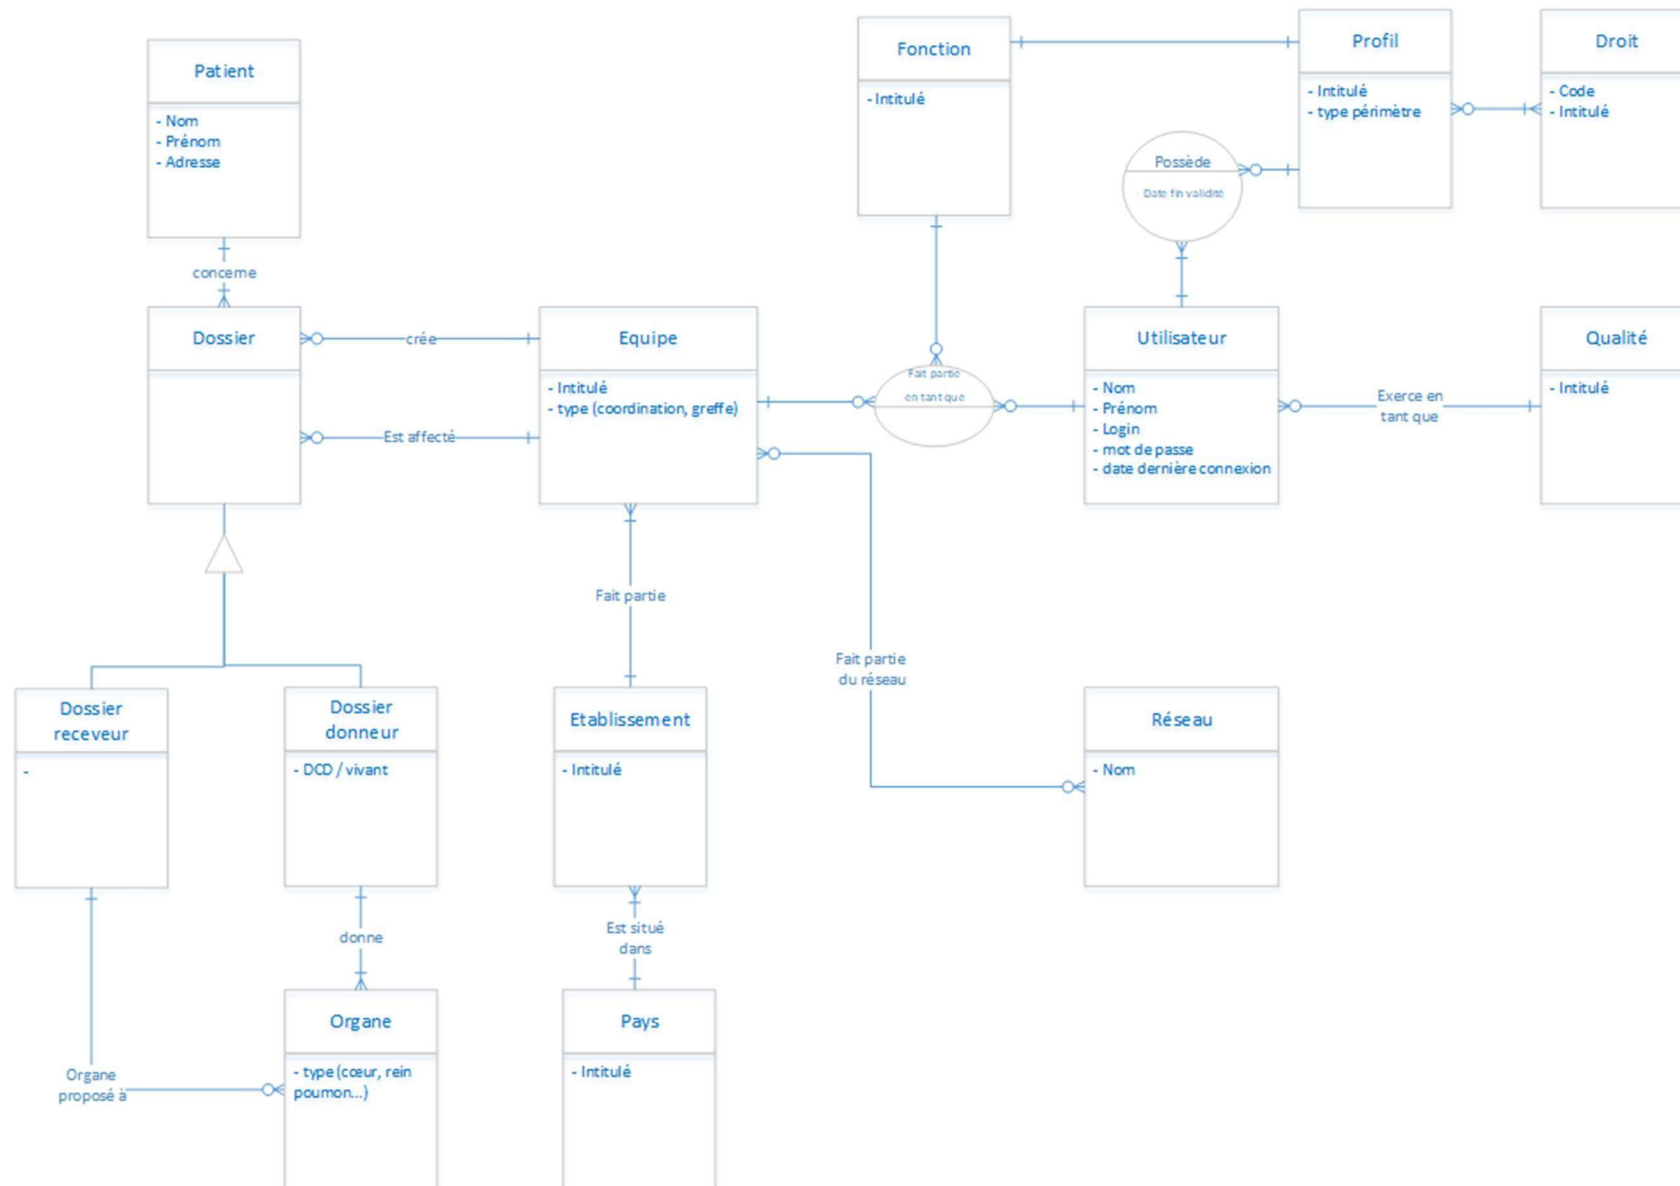 Patient
- Nom
- Prénom
- Adresse
Fonction
- Intitulé
Profil
- Intitulé
- type périmètre
Droit
- Code
- Intitulé
Possède
- Date fin validité
concerne
Dossier
crée
Est affecté
Equipe
- Intitulé
- type (coordination, greffe)
Fait partie
en tant que
Utilisateur
- Nom
- Prénom
- Login
- mot de passe
- date dernière connexion
Exerce en
tant que
Qualité
- Intitulé
Fait partie
Fait partie
du réseau
Dossier
receveur
-
Dossier
donneur
- DCD / vivant
Etablissement
- Intitulé
Réseau
- Nom
donne
Est situé
dans
Organe
proposé à
Organe
- type (cœur, rein
poumon...)
Pays
- Intitulé